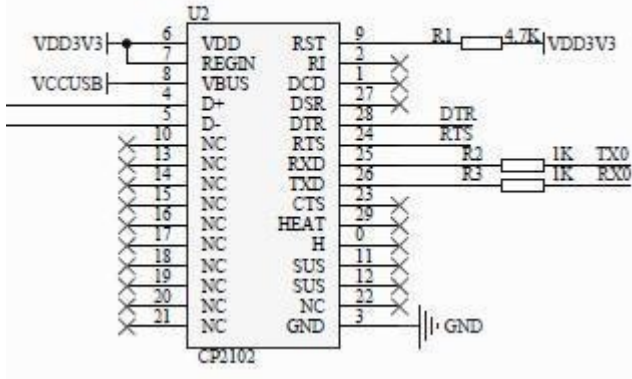 U2
VDD3V3 6 VDD RST 9 R1 4.7K VDD3V3
7 REGIN RI 2
VCCUSB 8 VBUS DCD 1
4 D+ DSR 27
5 D- DTR 28 DTR
10 NC RTS 24 RTS
13 NC RXD 25 R2 1K TX0
14 NC TXD 26 R3 1K RX0
15 NC CTS 23
16 NC HEAT 29
17 NC H 0
18 NC SUS 11
19 NC SUS 12
20 NC NC 22
21 NC GND 3 GND
CP2102